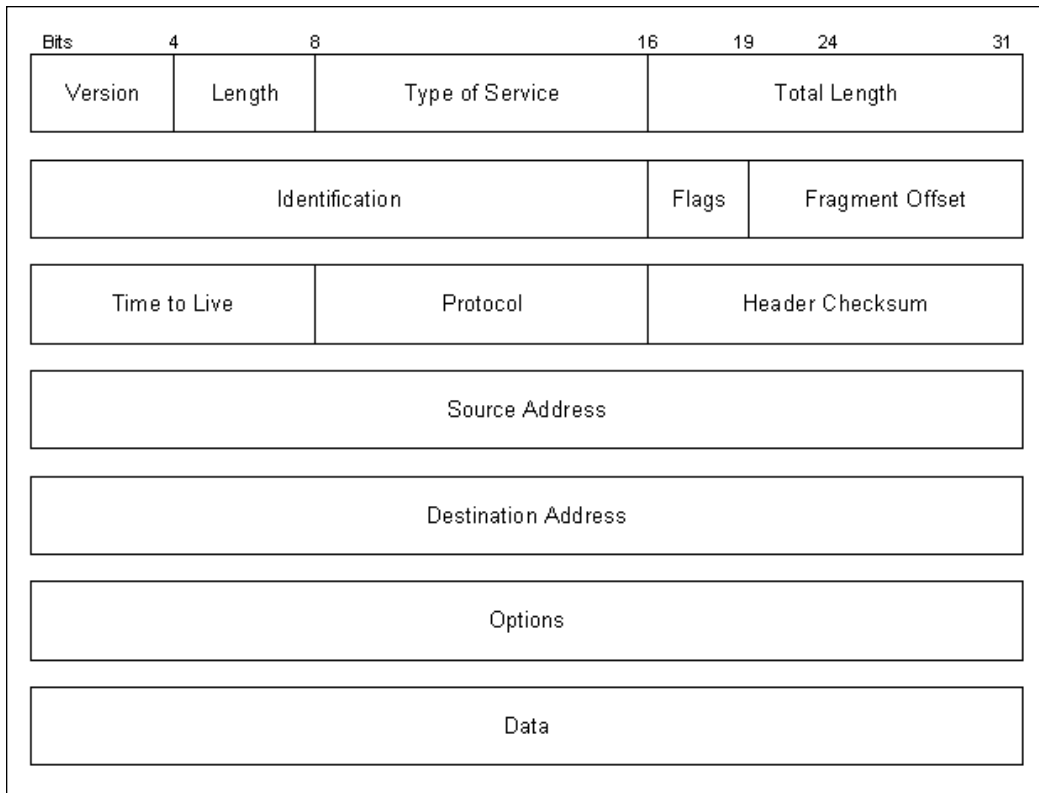 Bits 4 8 16 19 24 31
Version Length Type of Service Total Length
Identification Flags Fragment Offset
Time to Live Protocol Header Checksum
Source Address
Destination Address
Options
Data